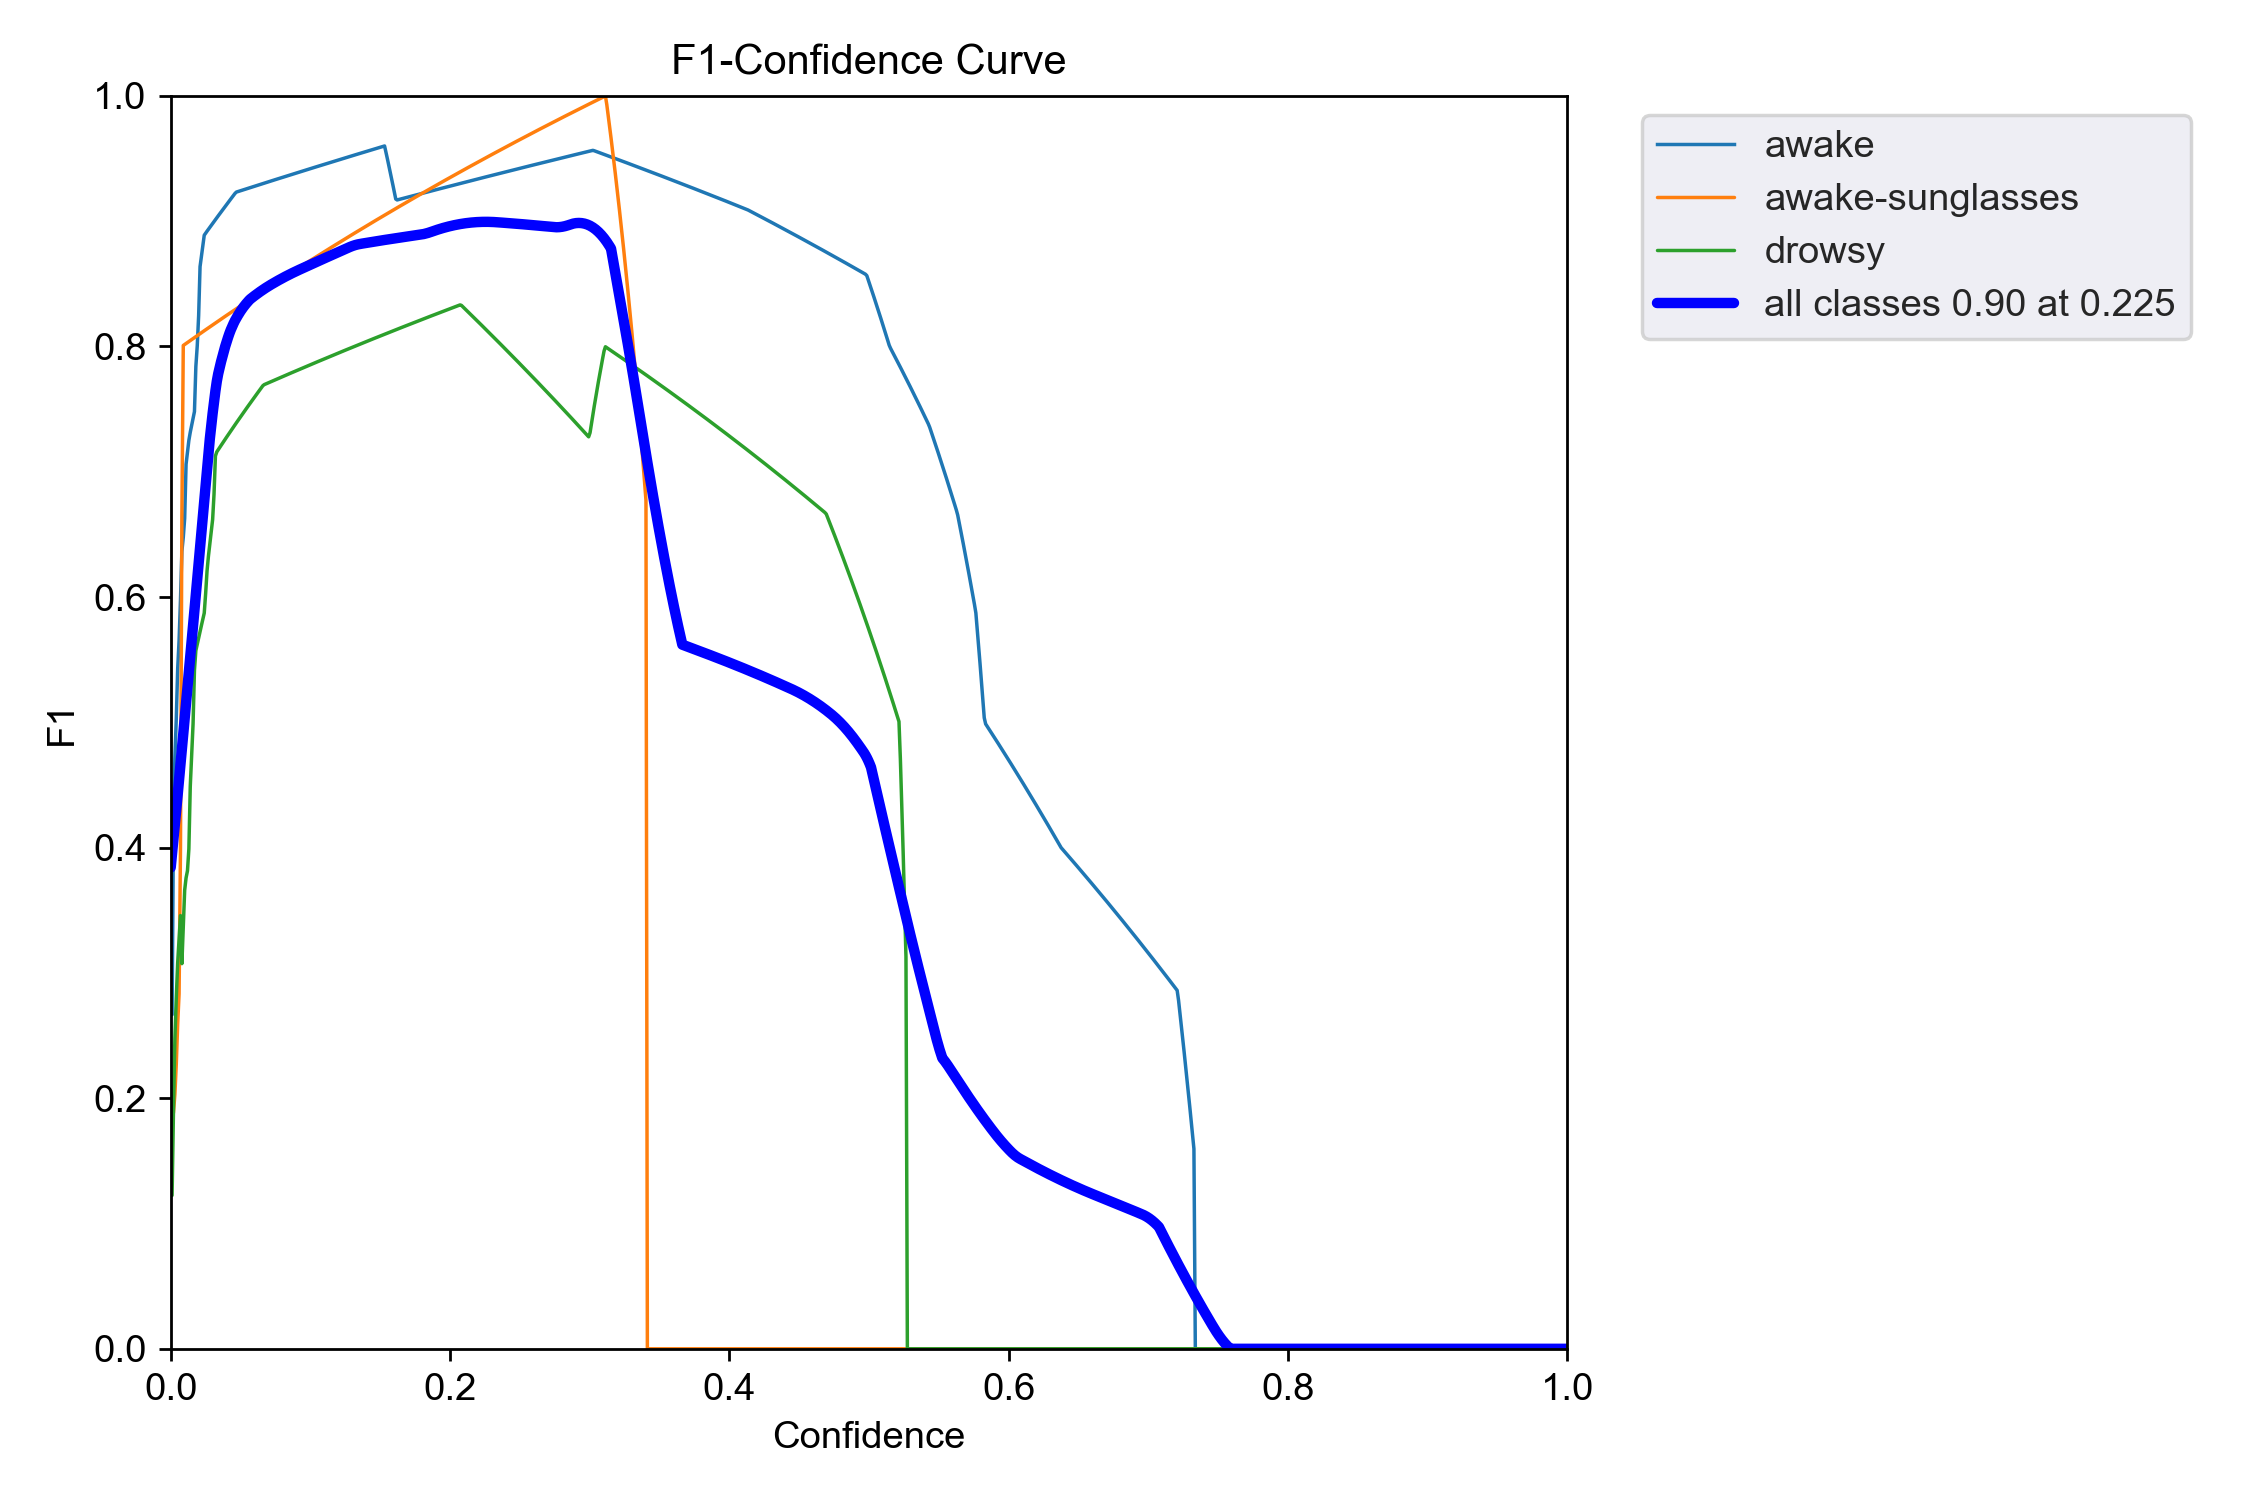 F1-Confidence Curve
1.0
0.8
0.6
0.4
0.2
0.0
F1
0.0 0.2 0.4 0.6 0.8 1.0
Confidence
awake
awake-sunglasses
drowsy
all classes 0.90 at 0.225